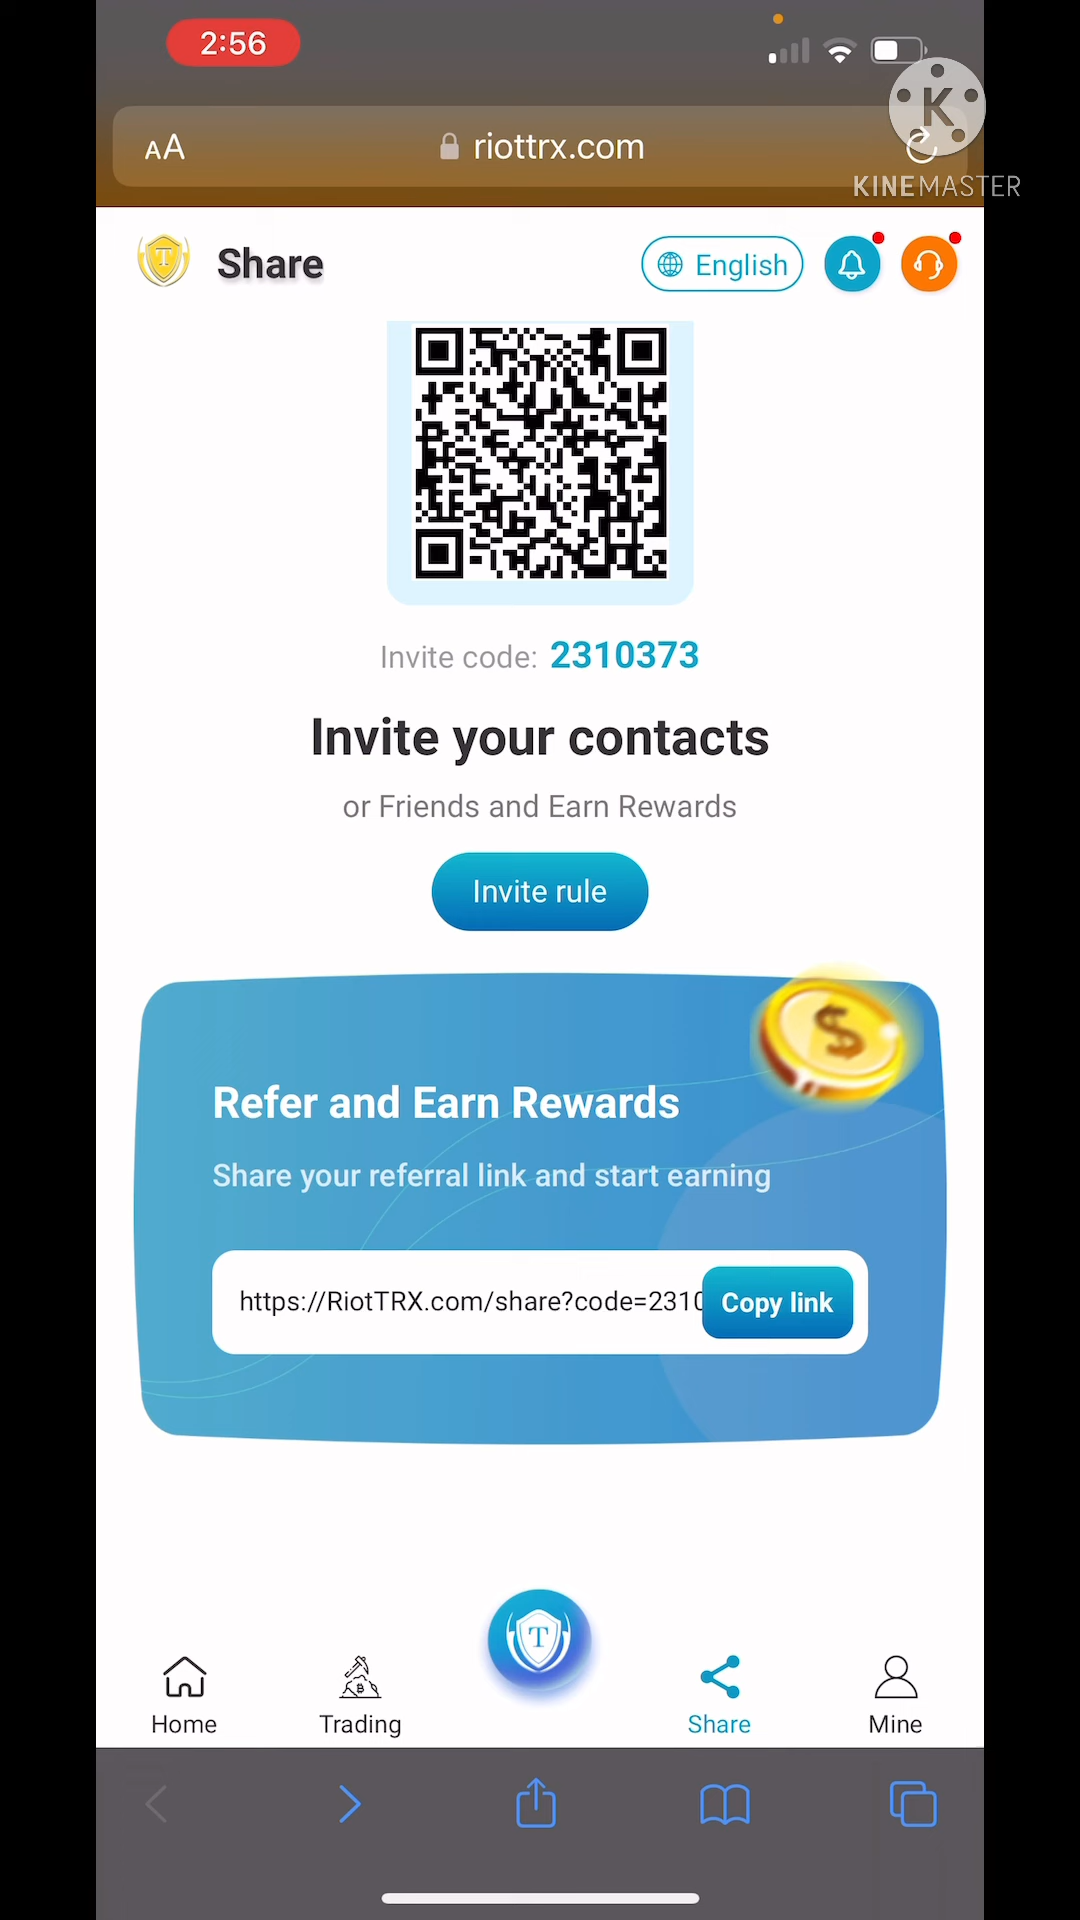 2:56
KINEMASTER
AA riottrx.com
Share
English
Invite code: 2310373
Invite your contacts
or Friends and Earn Rewards
Invite rule
Refer and Earn Rewards
Share your referral link and start earning
https://RiotTRX.com/share?code=2310
Copy link
Home
Trading
T
Share
Mine